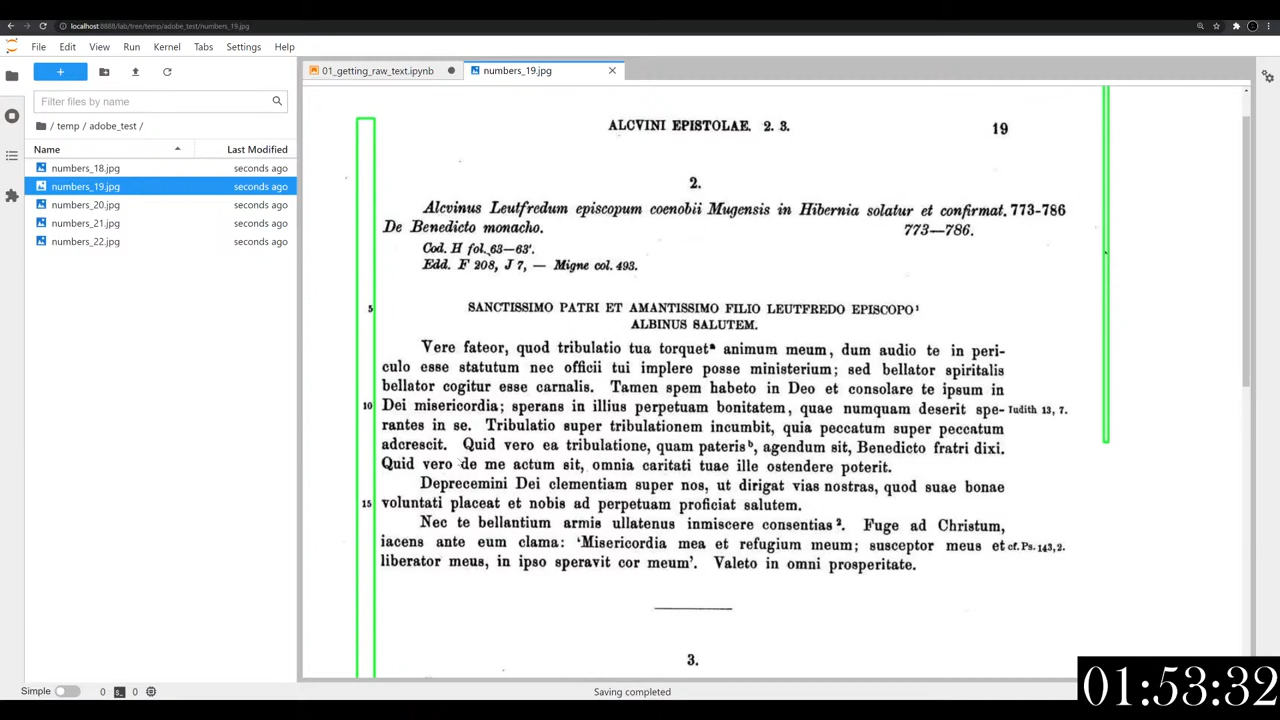 localhost:8888/lab/tree/temp/adobe_test/numbers_19.jpg
File Edit View Run Kernel Tabs Settings Help
+
01_getting_raw_text.ipynb
numbers_19.jpg
Filter files by name
/ temp / adobe_test /
Name Last Modified
numbers_18.jpg seconds ago
numbers_19.jpg seconds ago
numbers_20.jpg seconds ago
numbers_21.jpg seconds ago
numbers_22.jpg seconds ago
ALCVINI EPISTOLAE. 2. 3. 19
2.
Alcvinus Leutfredum episcopum coenobii Mugensis in Hibernia solatur et confirmat. 773-786
De Benedicto monacho. 773—786.
Cod. H fol. 63—63'.
Edd. F 208, J 7, — Migne col. 493.
5 SANCTISSIMO PATRI ET AMANTISSIMO FILIO LEUTFREDO EPISCOPO¹
ALBINUS SALUTEM.
Vere fateor, quod tribulatio tua torquetᵃ animum meum, dum audio te in peri-
culo esse statutum nec officii tui implere posse ministerium; sed bellator spiritalis
bellator cogitur esse carnalis. Tamen spem habeto in Deo et consolare te ipsum in
10 Dei misericordia; sperans in illius perpetuam bonitatem, quae numquam deserit spe- Iudith 13, 7.
rantes in se. Tribulatio super tribulationem incumbit, quia peccatum super peccatum
adcrescit. Quid vero ea tribulatione, quam paterisᵇ, agendum sit, Benedicto fratri dixi.
Quid vero de me actum sit, omnia caritati tuae ille ostendere poterit.
Deprecemini Dei clementiam super nos, ut dirigat vias nostras, quod suae bonae
15 voluntati placeat et nobis ad perpetuam proficiat salutem.
Nec te bellantium armis ullatenus inmiscere consentias². Fuge ad Christum,
iacens ante eum clama: 'Misericordia mea et refugium meum; susceptor meus et cf. Ps. 143, 2.
liberator meus, in ipso speravit cor meum'. Valeto in omni prosperitate.
3.
Simple 0 0 Saving completed
01:53:32